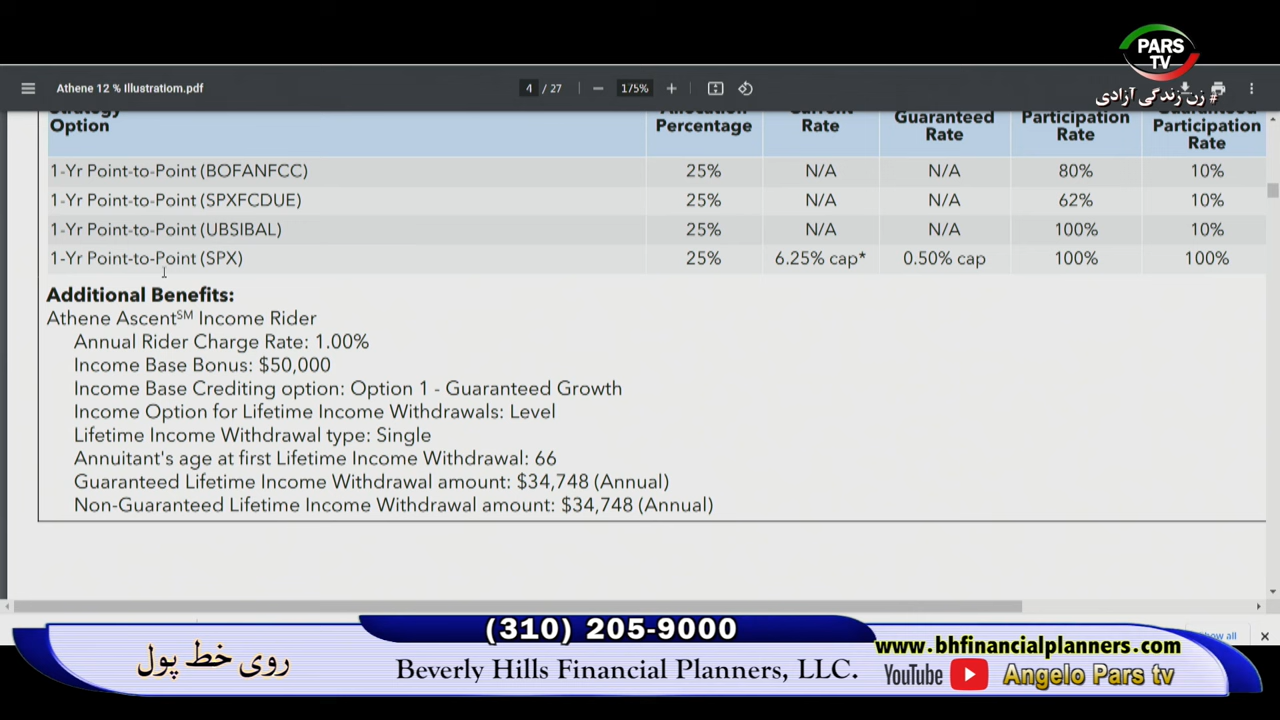 PARS
TV
# زن زندگی آزادی
Athene 12 % Illustratiom.pdf
4 / 27
175%
Strategy Option
Allocation Percentage
Current Rate
Guaranteed Rate
Participation Rate
Guaranteed Participation Rate
1-Yr Point-to-Point (BOFANFCC) 25% N/A N/A 80% 10%
1-Yr Point-to-Point (SPXFCDUE) 25% N/A N/A 62% 10%
1-Yr Point-to-Point (UBSIBAL) 25% N/A N/A 100% 10%
1-Yr Point-to-Point (SPX) 25% 6.25% cap* 0.50% cap 100% 100%
Additional Benefits:
Athene Ascent℠ Income Rider
Annual Rider Charge Rate: 1.00%
Income Base Bonus: $50,000
Income Base Crediting option: Option 1 - Guaranteed Growth
Income Option for Lifetime Income Withdrawals: Level
Lifetime Income Withdrawal type: Single
Annuitant's age at first Lifetime Income Withdrawal: 66
Guaranteed Lifetime Income Withdrawal amount: $34,748 (Annual)
Non-Guaranteed Lifetime Income Withdrawal amount: $34,748 (Annual)
Show all
(310) 205-9000
روی خط پول
Beverly Hills Financial Planners, LLC.
www.bhfinancialplanners.com
YouTube Angelo Pars tv